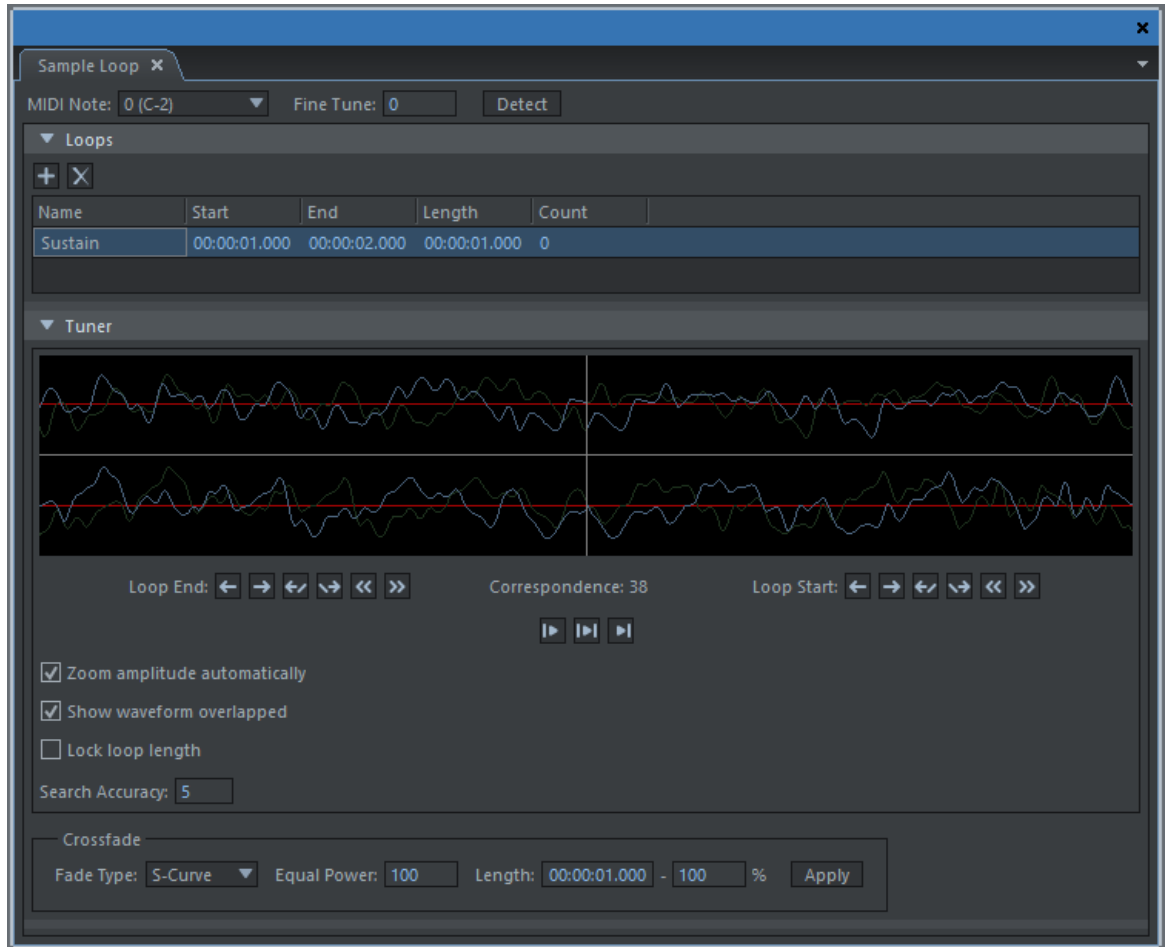 Sample Loop
MIDI Note: 0 (C-2) Fine Tune: 0 Detect
Loops
Name Start End Length Count
Sustain 00:00:01.000 00:00:02.000 00:00:01.000 0
Tuner
Loop End: Correspondence: 38 Loop Start:
Zoom amplitude automatically
Show waveform overlapped
Lock loop length
Search Accuracy: 5
Crossfade
Fade Type: S-Curve Equal Power: 100 Length: 00:00:01.000 - 100 % Apply